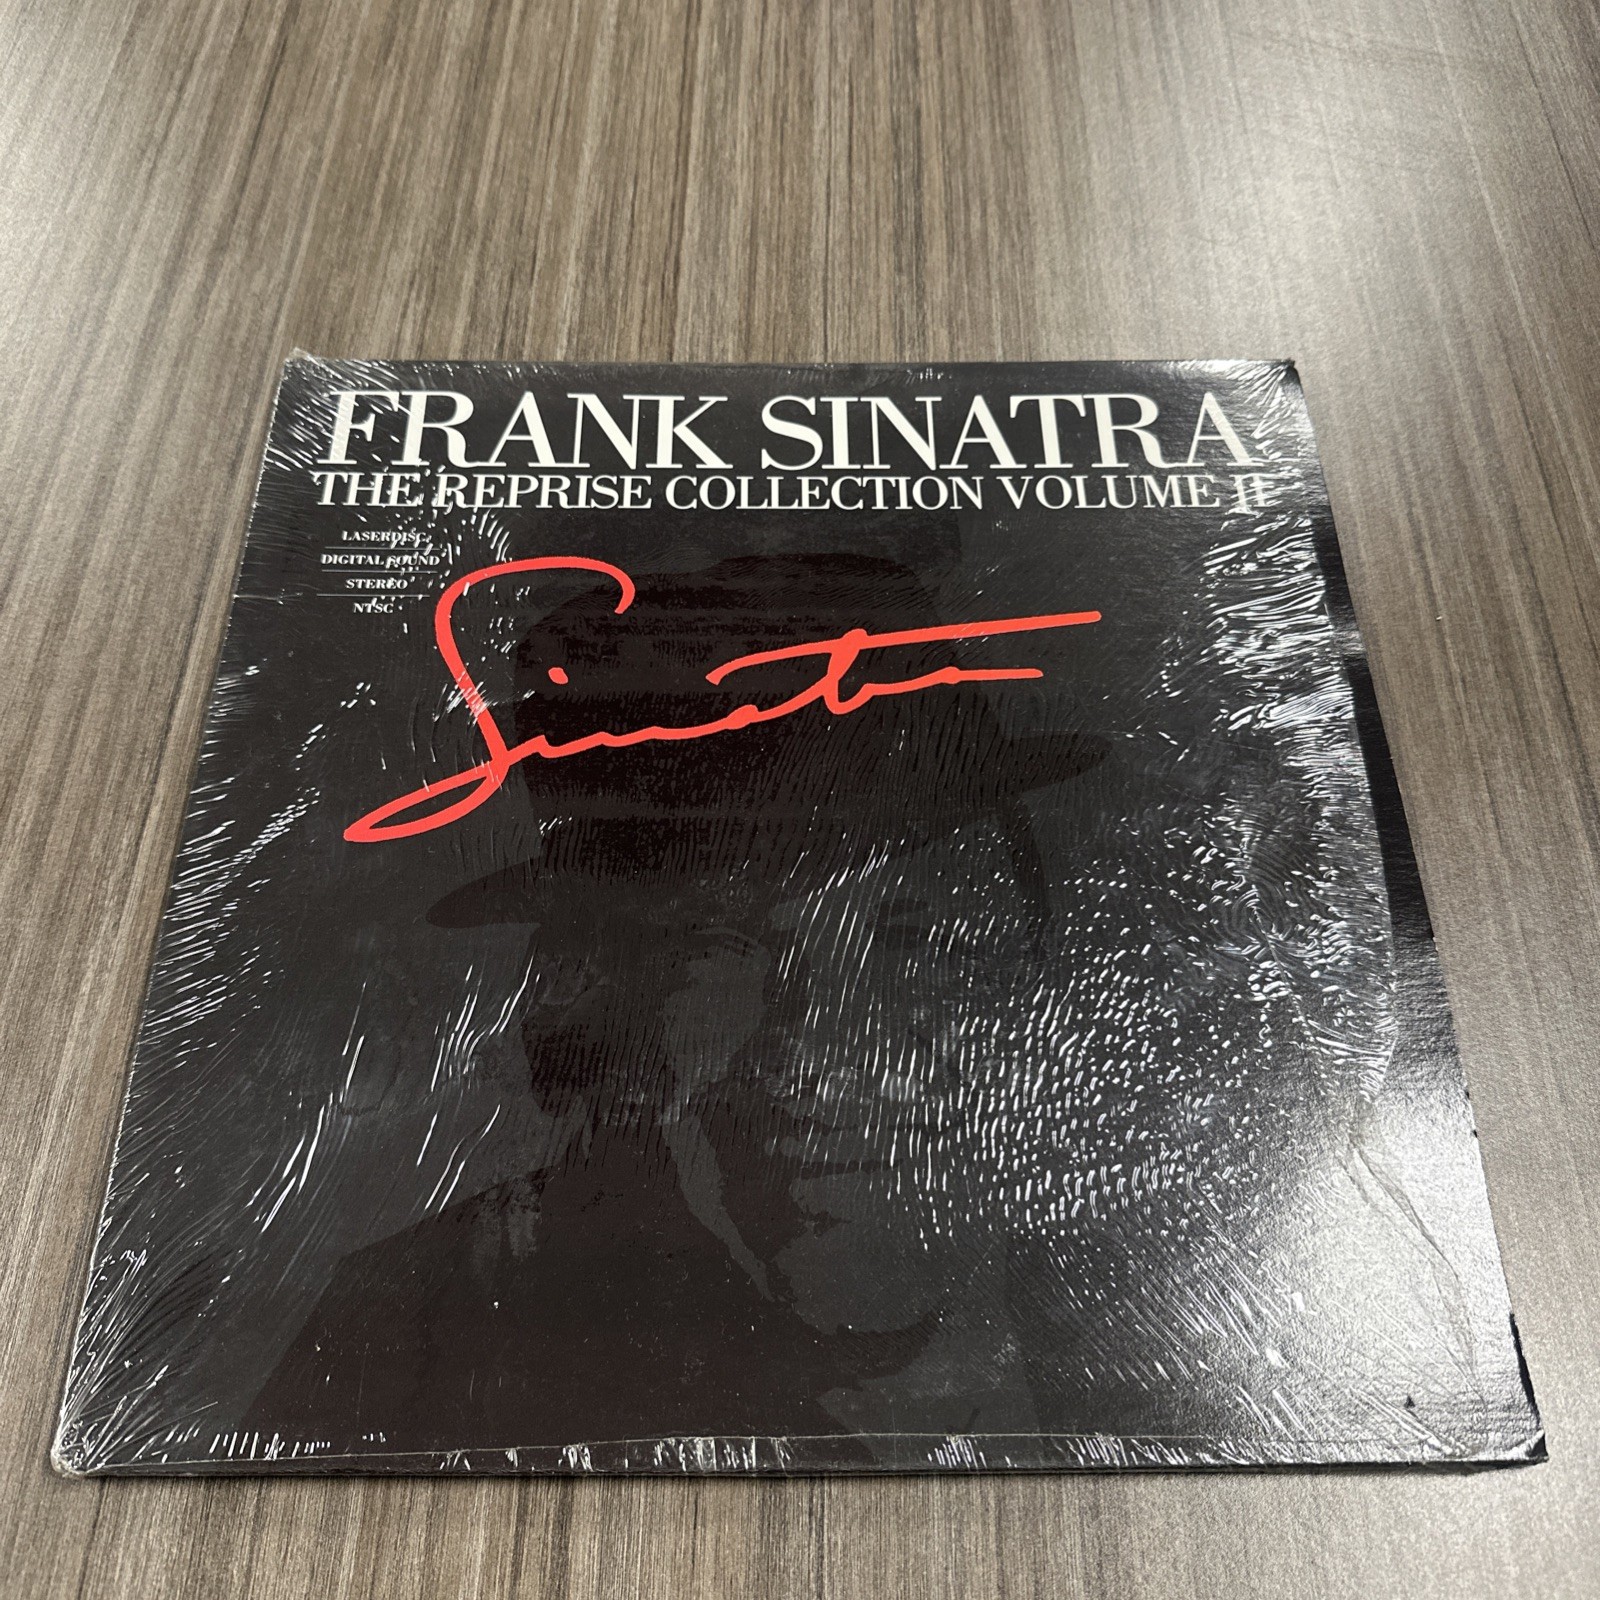 FRANK SINATRA
THE REPRISE COLLECTION VOLUME II
LASERDISC
DIGITAL SOUND
STEREO
NTSC
Sinatra